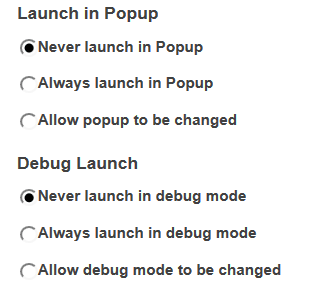 Launch in Popup
Never launch in Popup
Always launch in Popup
Allow popup to be changed
Debug Launch
Never launch in debug mode
Always launch in debug mode
Allow debug mode to be changed